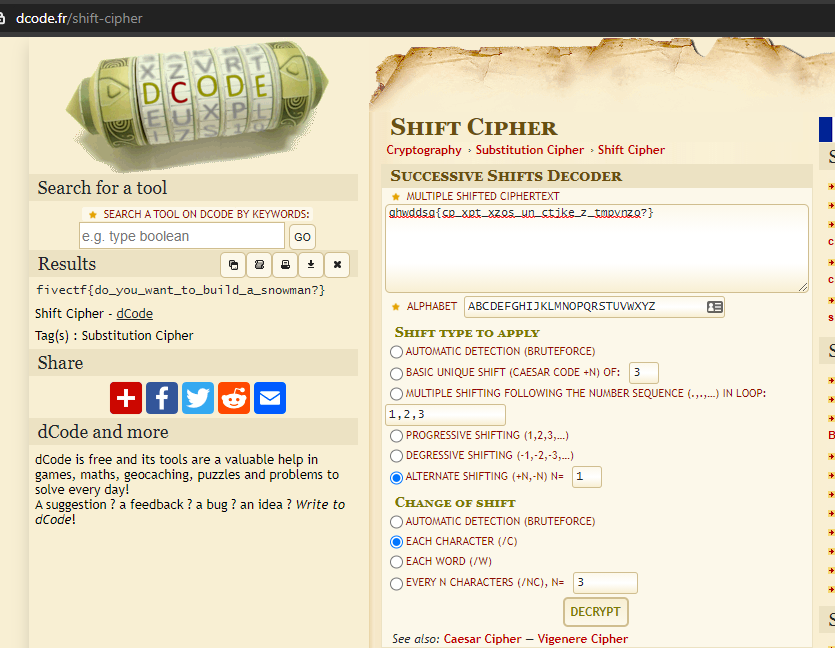 dcode.fr/shift-cipher
X Z V R T
D C O D E
E U X P L
Search for a tool
★ SEARCH A TOOL ON DCODE BY KEYWORDS:
e.g. type boolean
GO
Results
fivectf{do_you_want_to_build_a_snowman?}
Shift Cipher - dCode
Tag(s) : Substitution Cipher
Share
dCode and more
dCode is free and its tools are a valuable help in
games, maths, geocaching, puzzles and problems to
solve every day!
A suggestion ? a feedback ? a bug ? an idea ? Write to
dCode!
SHIFT CIPHER
Cryptography › Substitution Cipher › Shift Cipher
SUCCESSIVE SHIFTS DECODER
★ MULTIPLE SHIFTED CIPHERTEXT
ghwddsg{cp_xpt_xzos_un_ctjke_z_tmpvnzo?}
★ ALPHABET ABCDEFGHIJKLMNOPQRSTUVWXYZ
SHIFT TYPE TO APPLY
AUTOMATIC DETECTION (BRUTEFORCE)
BASIC UNIQUE SHIFT (CAESAR CODE +N) OF: 3
MULTIPLE SHIFTING FOLLOWING THE NUMBER SEQUENCE (.,.,…) IN LOOP:
1,2,3
PROGRESSIVE SHIFTING (1,2,3,…)
DEGRESSIVE SHIFTING (-1,-2,-3,…)
ALTERNATE SHIFTING (+N,-N) N= 1
CHANGE OF SHIFT
AUTOMATIC DETECTION (BRUTEFORCE)
EACH CHARACTER (/C)
EACH WORD (/W)
EVERY N CHARACTERS (/NC), N= 3
DECRYPT
See also: Caesar Cipher — Vigenere Cipher